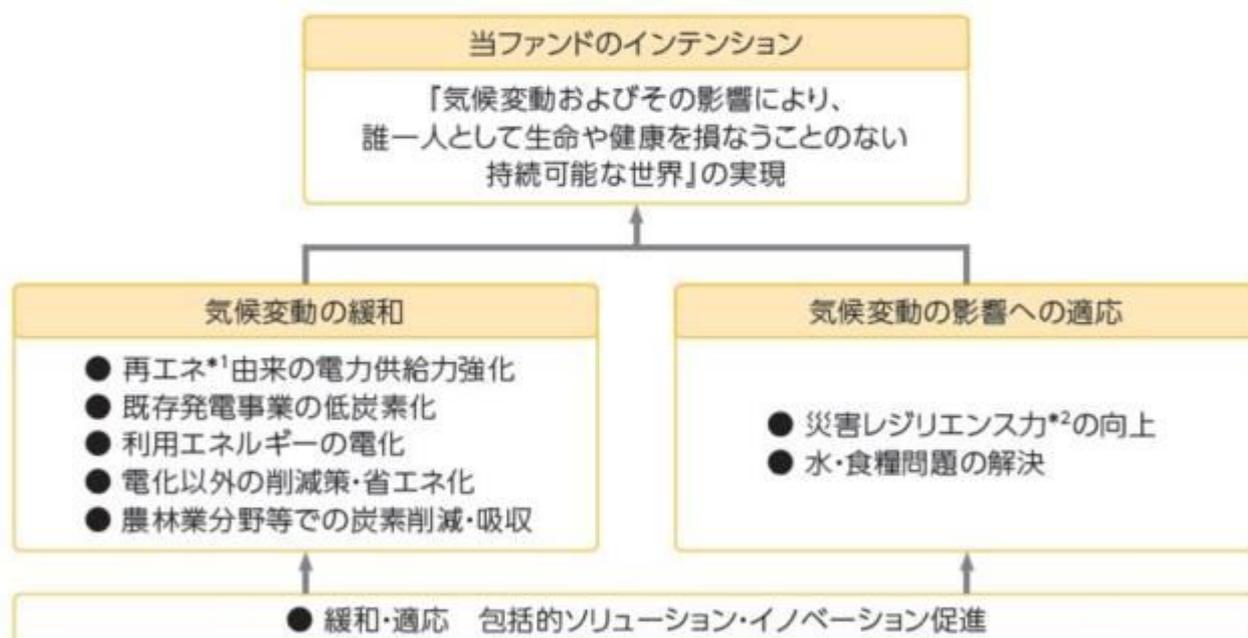 当ファンドのインテンション
『気候変動およびその影響により、
誰一人として生命や健康を損なうことのない
持続可能な世界』の実現
気候変動の緩和
● 再エネ*1由来の電力供給力強化
● 既存発電事業の低炭素化
● 利用エネルギーの電化
● 電化以外の削減策・省エネ化
● 農林業分野等での炭素削減・吸収
気候変動の影響への適応
● 災害レジリエンス力*2の向上
● 水・食糧問題の解決
● 緩和・適応　包括的ソリューション・イノベーション促進